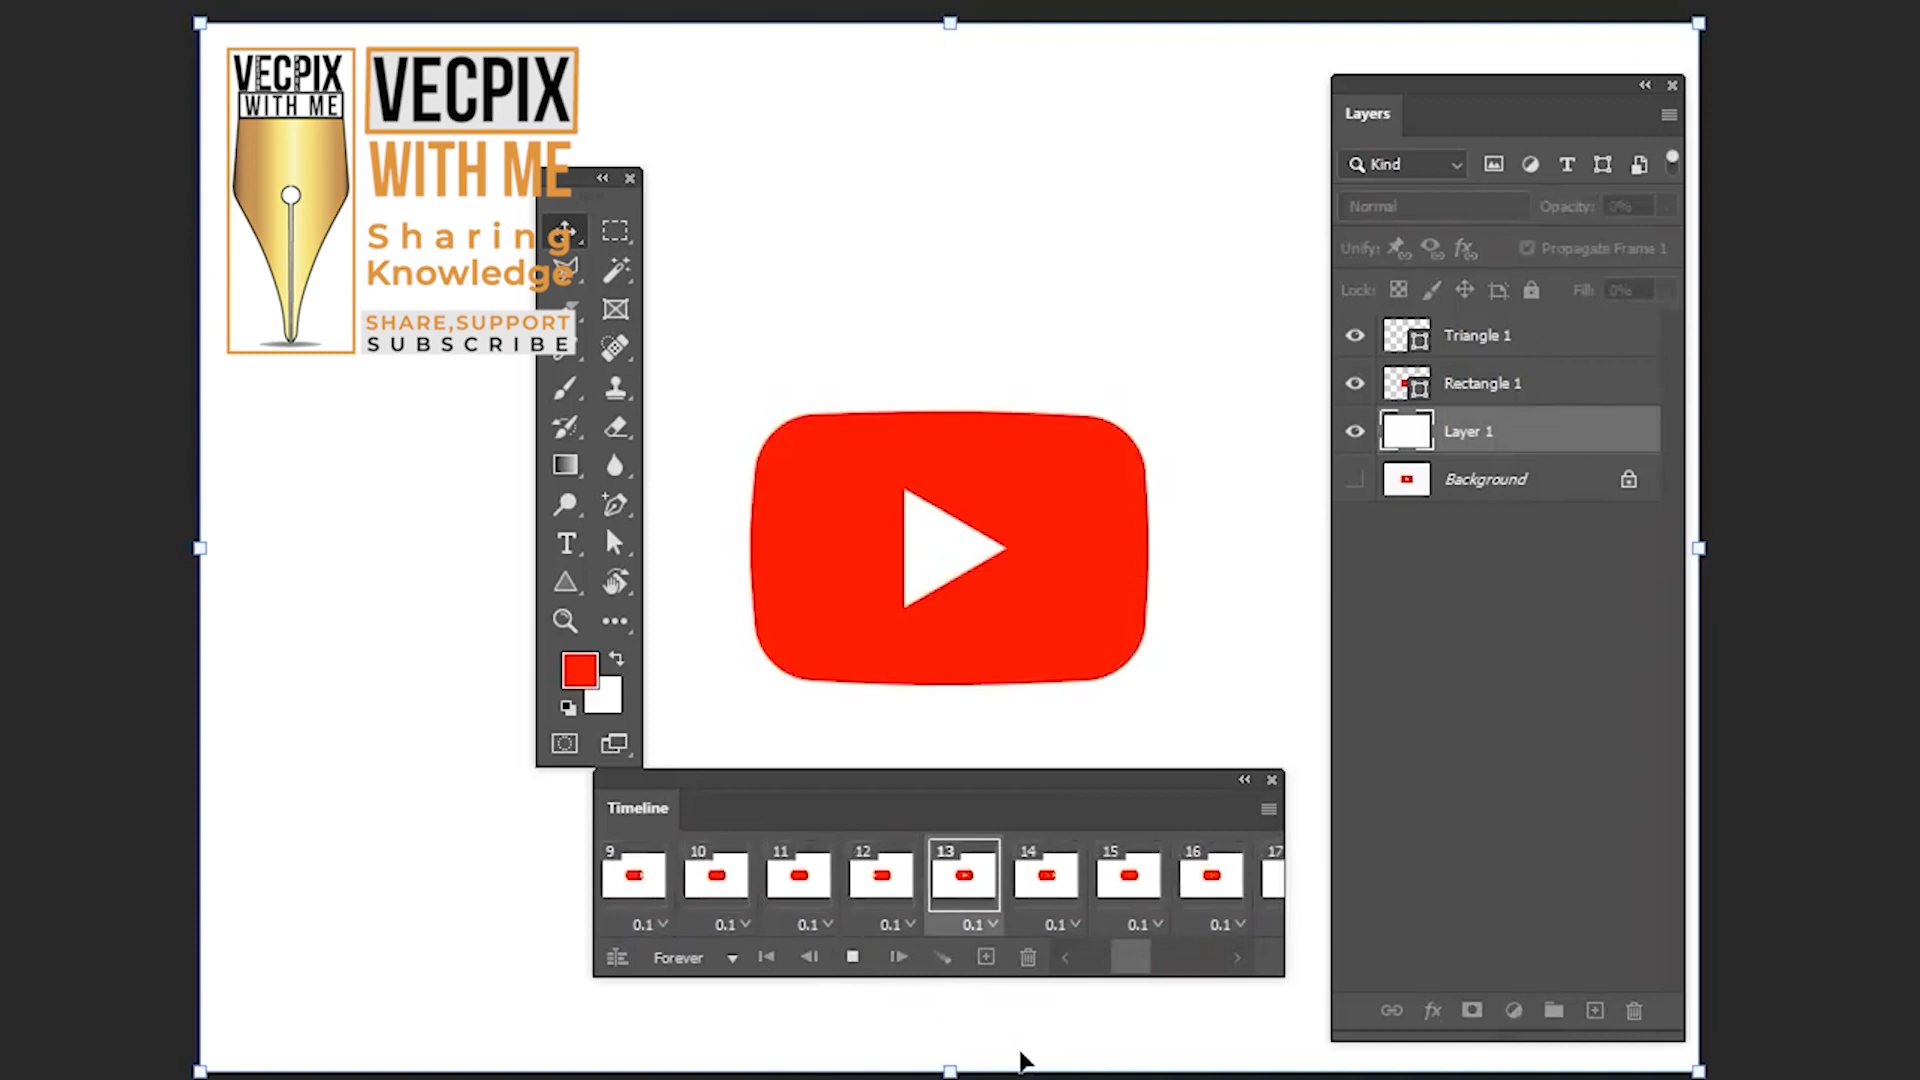 VECPIX
WITH ME
VECPIX
WITH ME
Sharing
Knowledge
SHARE,SUPPORT
SUBSCRIBE
Layers
Kind
Normal Opacity: 0%
Unify: Propagate Frame 1
Lock: Fill: 0%
Triangle 1
Rectangle 1
Layer 1
Background
Timeline
9 10 11 12 13 14 15 16 17
0.1 0.1 0.1 0.1 0.1 0.1 0.1 0.1
Forever